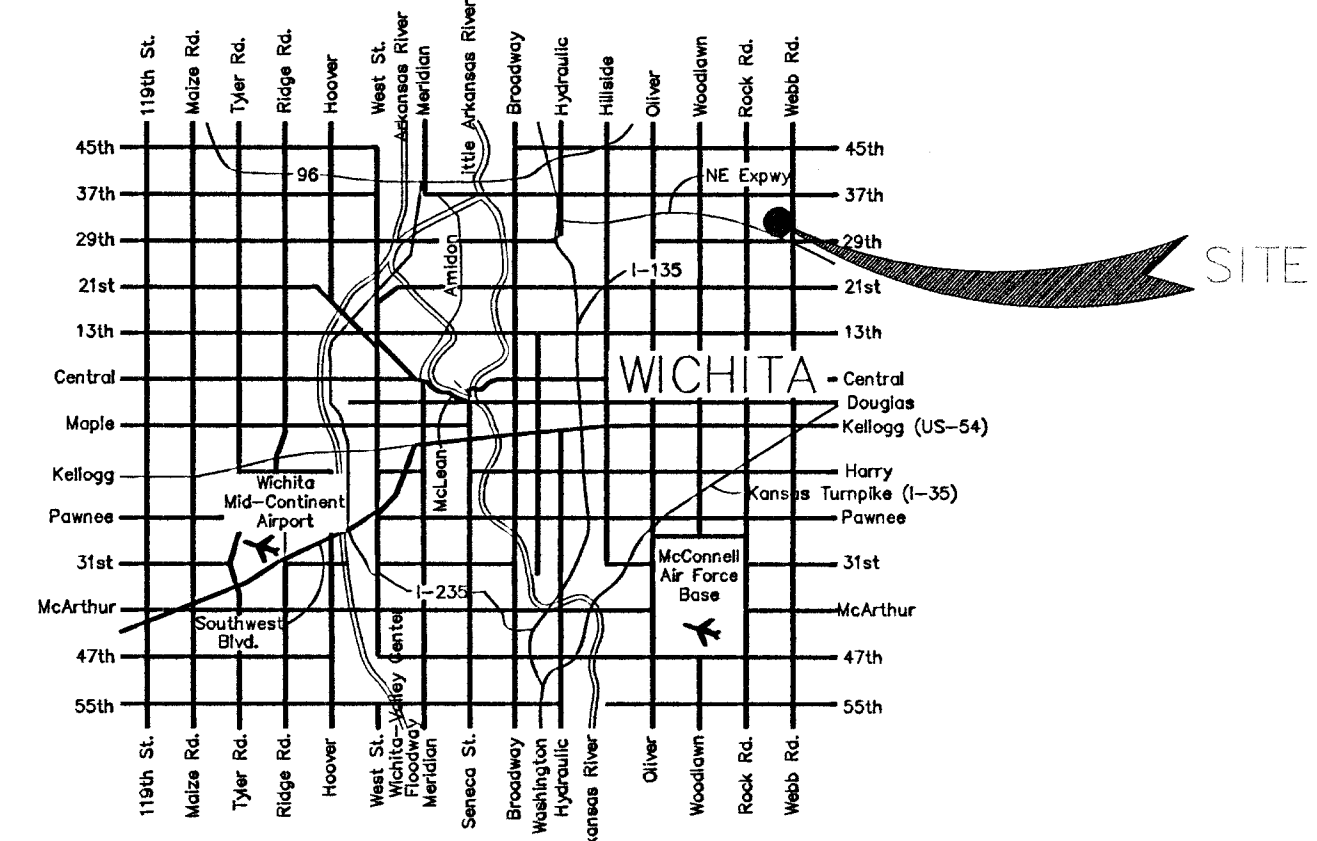 119th St.
Maize Rd.
Tyler Rd.
Ridge Rd.
Hoover
West St.
Arkansas River
Meridian
ittle Arkansas River
Broadway
Hydraulic
Hillside
Oliver
Woodlawn
Rock Rd.
Webb Rd.
45th
45th
96
NE Expwy
37th
37th
29th
29th
SITE
Amidon
I-135
21st
21st
13th
13th
WICHITA
Central
Central
Douglas
Maple
Kellogg (US-54)
McLean
Kellogg
Harry
Wichita
Mid-Continent
Airport
Kansas Turnpike (I-35)
Pawnee
Pawnee
31st
31st
McConnell
Air Force
Base
I-235
McArthur
McArthur
Southwest
Blvd.
47th
47th
55th
55th
119th St.
Maize Rd.
Tyler Rd.
Ridge Rd.
Hoover
West St.
Wichita-Valley Center
Floodway
Meridian
Seneca St.
Broadway
Washington
Hydraulic
kansas River
Oliver
Woodlawn
Rock Rd.
Webb Rd.